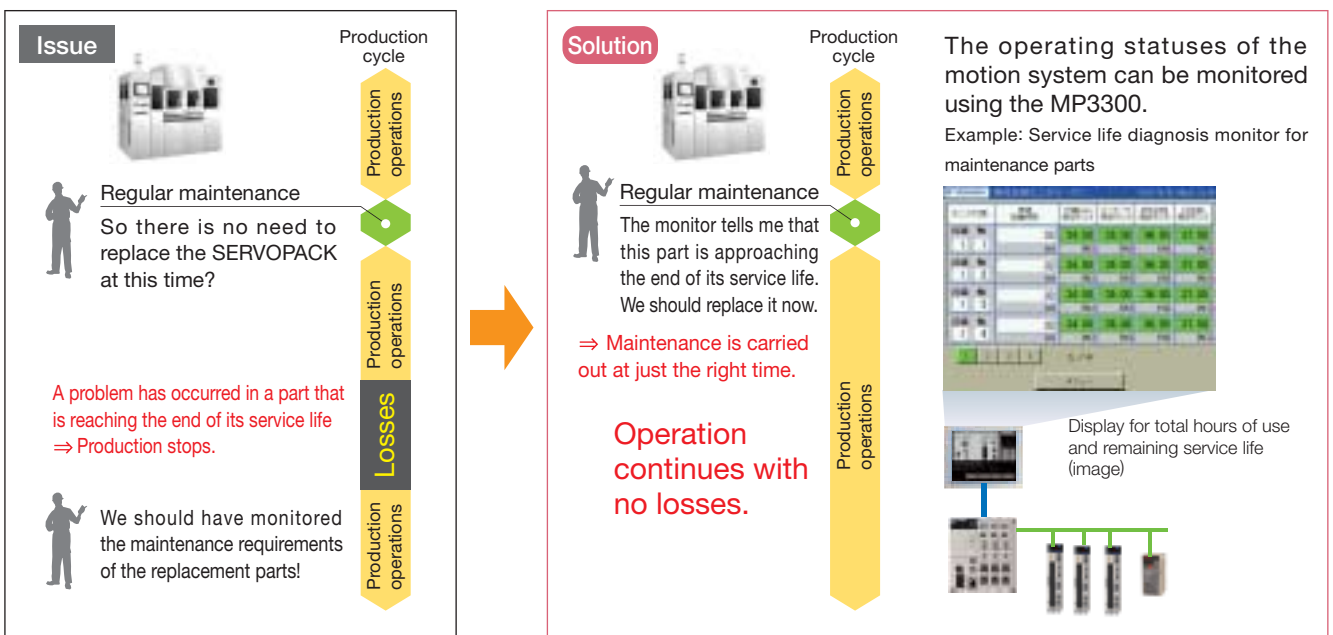 Issue
Production
cycle
Production
operations
Regular maintenance
So there is no need to
replace the SERVOPACK
at this time?
Production
operations
A problem has occurred in a part that
is reaching the end of its service life
⇒ Production stops.
Losses
We should have monitored
the maintenance requirements
of the replacement parts!
Production
operations
Solution
Production
cycle
Production
operations
Regular maintenance
The monitor tells me that
this part is approaching
the end of its service life.
We should replace it now.
⇒ Maintenance is carried
out at just the right time.
Operation
continues with
no losses.
Production
operations
The operating statuses of the
motion system can be monitored
using the MP3300.
Example: Service life diagnosis monitor for
maintenance parts
Display for total hours of use
and remaining service life
(image)